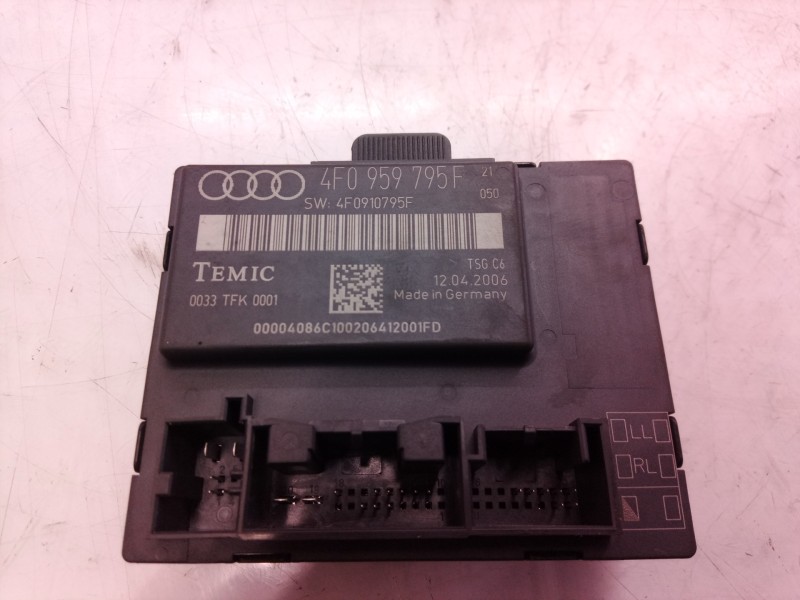 4F0 959 795F 21
SW: 4F0910795F 050
TEMIC TSG C6
12.04.2006
0033 TFK 0001 Made in Germany
00004086C100206412001FD
LL
RL